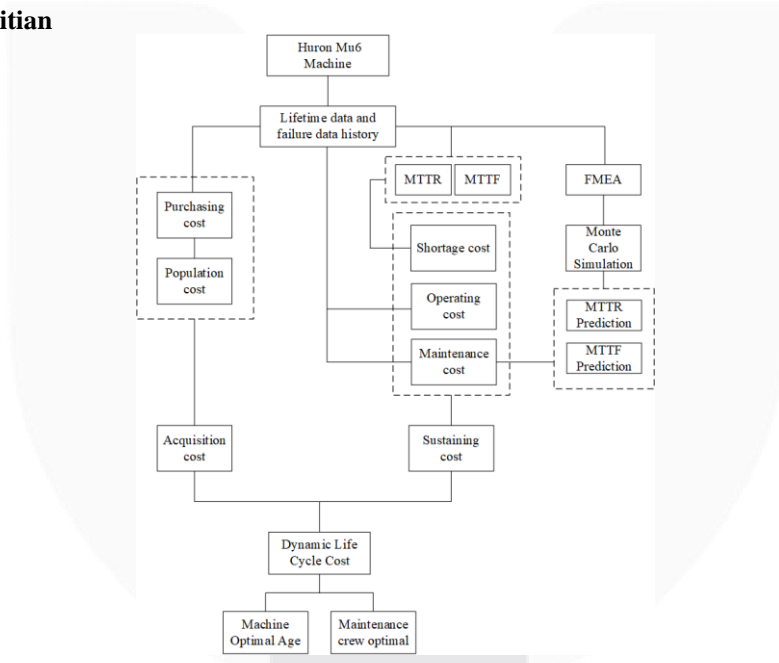 itian
Huron Mu6
Machine
Lifetime data and
failure data history
MTTR
MTTF
FMEA
Purchasing
cost
Population
cost
Shortage cost
Operating
cost
Maintenance
cost
Monte
Carlo
Simulation
MTTR
Prediction
MTTF
Prediction
Acquisition
cost
Sustaining
cost
Dynamic Life
Cycle Cost
Machine
Optimal Age
Maintenance
crew optimal